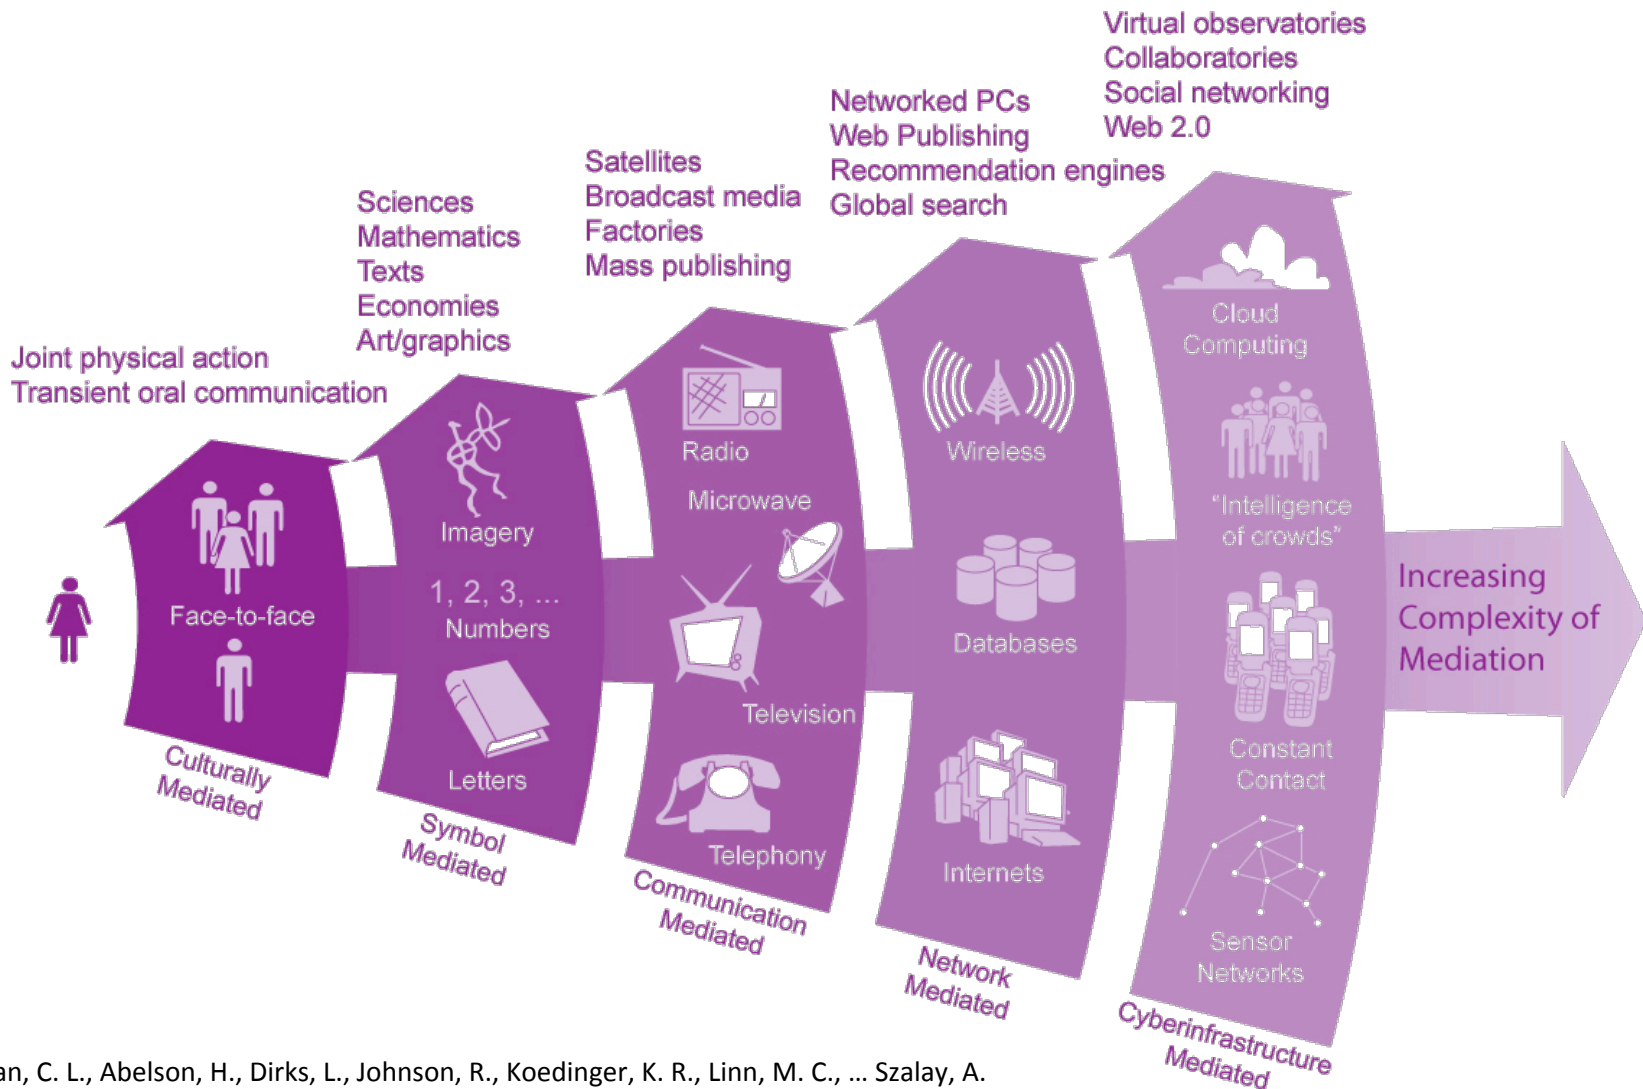 Joint physical action
Transient oral communication
Face-to-face
Culturally
Mediated
Sciences
Mathematics
Texts
Economies
Art/graphics
Imagery
1, 2, 3, ...
Numbers
Letters
Symbol
Mediated
Satellites
Broadcast media
Factories
Mass publishing
Radio
Microwave
Television
Telephony
Communication
Mediated
Networked PCs
Web Publishing
Recommendation engines
Global search
Wireless
Databases
Internets
Network
Mediated
Virtual observatories
Collaboratories
Social networking
Web 2.0
Cloud
Computing
“Intelligence
of crowds”
Constant
Contact
Sensor
Networks
Cyberinfrastructure
Mediated
Increasing
Complexity of
Mediation
C. L., Abelson, H., Dirks, L., Johnson, R., Koedinger, K. R., Linn, M. C., … Szalay, A.